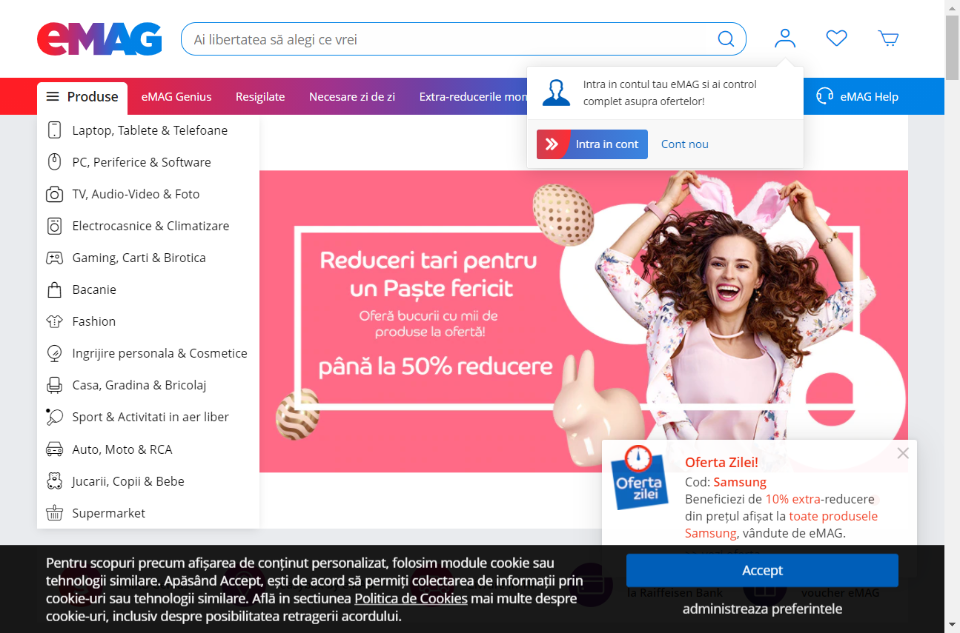 eMAG
Ai libertatea să alegi ce vrei
Produse
eMAG Genius
Resigilate
Necesare zi de zi
Extra-reducerile
eMAG Help
Intra in contul tau eMAG si ai control
complet asupra ofertelor!
Intra in cont
Cont nou
Laptop, Tablete & Telefoane
PC, Periferice & Software
TV, Audio-Video & Foto
Electrocasnice & Climatizare
Gaming, Carti & Birotica
Bacanie
Fashion
Ingrijire personala & Cosmetice
Casa, Gradina & Bricolaj
Sport & Activitati in aer liber
Auto, Moto & RCA
Jucarii, Copii & Bebe
Supermarket
Reduceri tari pentru
un Paște fericit
Oferă bucurii cu mii de
produse la ofertă!
până la 50% reducere
Oferta
zilei
Oferta Zilei!
Cod: Samsung
Beneficiezi de 10% extra-reducere
din prețul afișat la toate produsele
Samsung, vândute de eMAG.
Pentru scopuri precum afișarea de conținut personalizat, folosim module cookie sau
tehnologii similare. Apăsând Accept, ești de acord să permiți colectarea de informații prin
cookie-uri sau tehnologii similare. Află in sectiunea Politica de Cookies mai multe despre
cookie-uri, inclusiv despre posibilitatea retragerii acordului.
Accept
administreaza preferintele
la Raiffeisen Bank
voucher eMAG